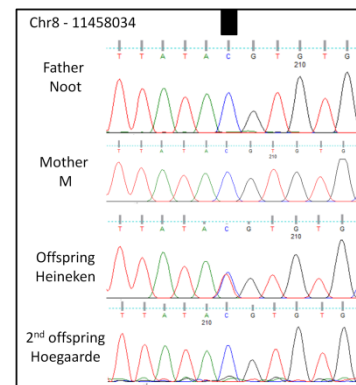 Chr8 - 11458034
T T A T A C G T G T G
210
Father
Noot
T T A T A C G T G T G
210
Mother
M
T T A T A C G T G T G
210
Offspring
Heineken
T T A T A C G T G T G
210
2nd offspring
Hoegaarde